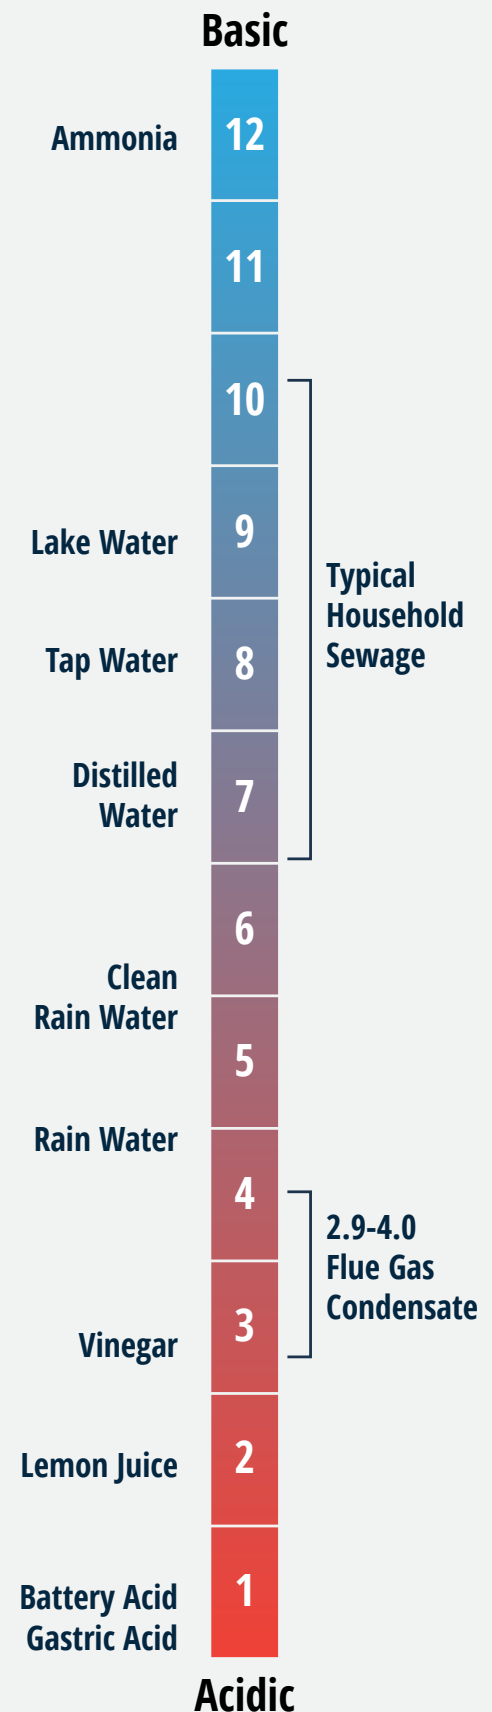 Basic
Ammonia
12
11
10
Lake Water
9
Typical
Household
Sewage
Tap Water
8
Distilled
Water
7
6
Clean
Rain Water
5
Rain Water
4
2.9-4.0
Flue Gas
Condensate
3
Vinegar
Lemon Juice
2
Battery Acid
Gastric Acid
1
Acidic